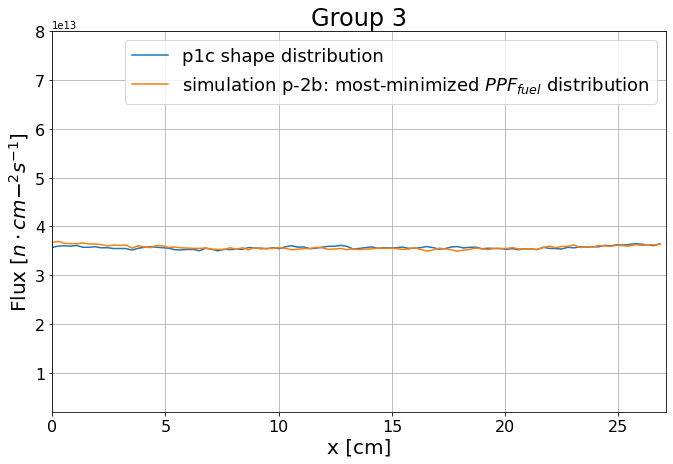 Group 3
1e13
8
p1c shape distribution
simulation p-2b: most-minimized PPF_fuel distribution
7
6
5
4
3
2
1
Flux [n · cm−²s⁻¹]
0 5 10 15 20 25
x [cm]